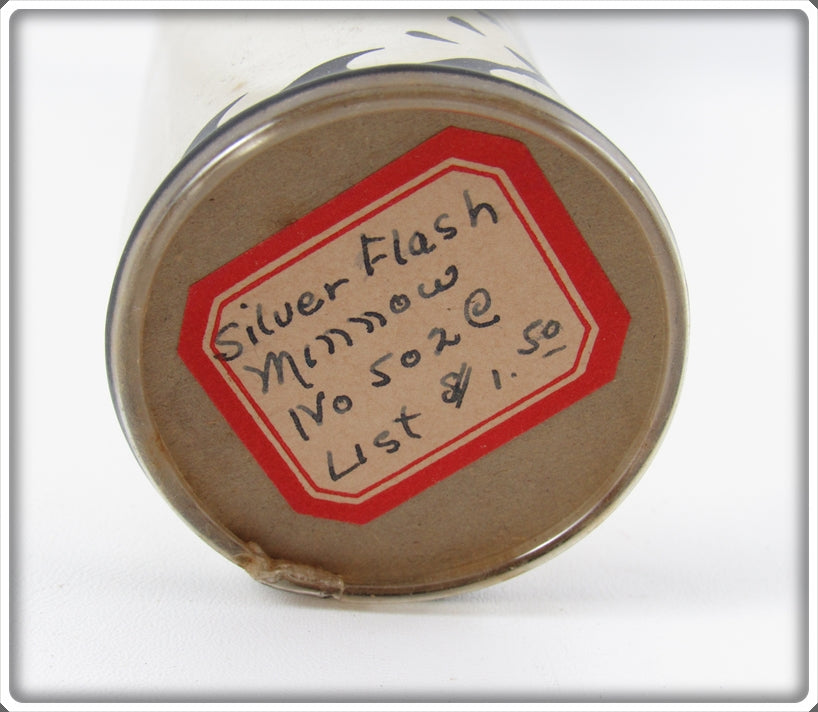 Silver Flash
Minnow
No 502 C
List $ 1.50